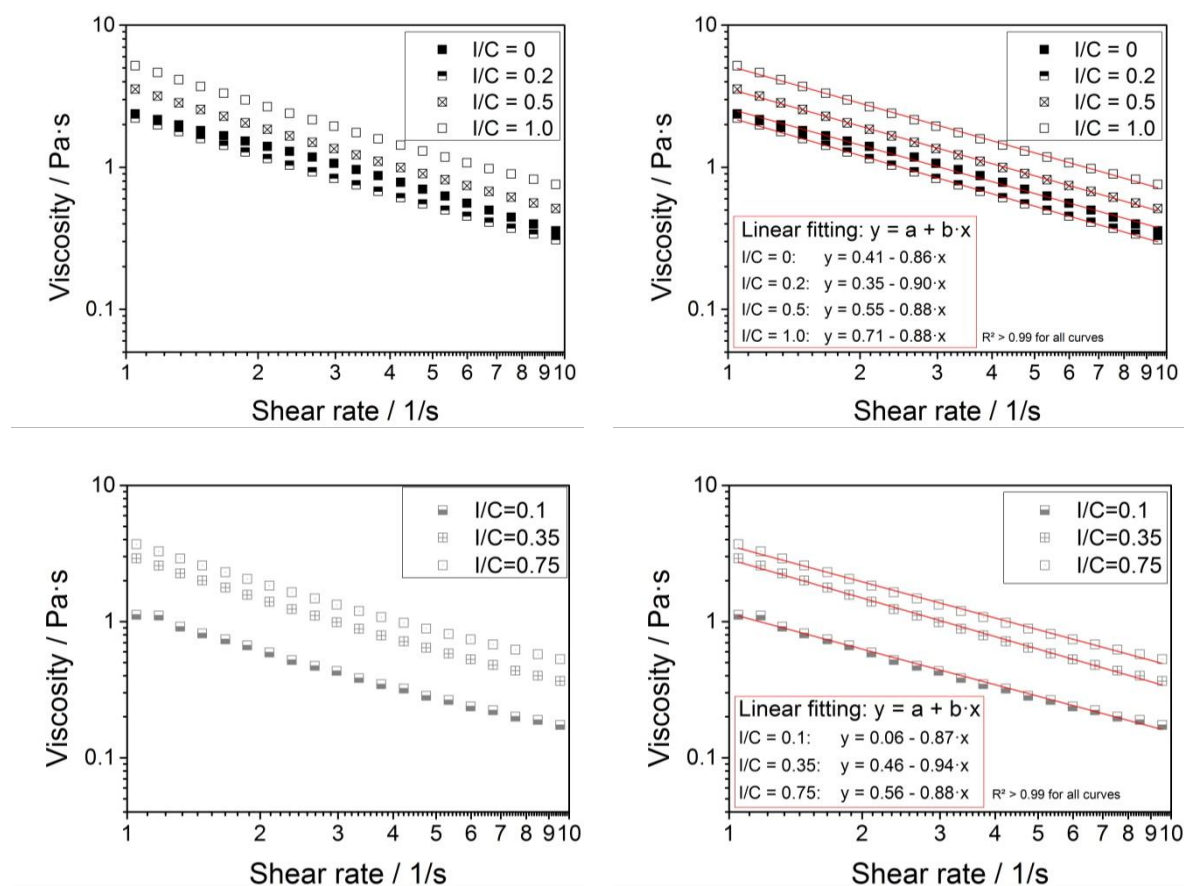 10
1
0.1
Viscosity / Pa·s
I/C = 0
I/C = 0.2
I/C = 0.5
I/C = 1.0
1 2 3 4 5 6 7 8 9 10
Shear rate / 1/s
10
1
0.1
Viscosity / Pa·s
I/C = 0
I/C = 0.2
I/C = 0.5
I/C = 1.0
Linear fitting: y = a + b·x
I/C = 0: y = 0.41 - 0.86·x
I/C = 0.2: y = 0.35 - 0.90·x
I/C = 0.5: y = 0.55 - 0.88·x
I/C = 1.0: y = 0.71 - 0.88·x
R² > 0.99 for all curves
1 2 3 4 5 6 7 8 9 10
Shear rate / 1/s
10
1
0.1
Viscosity / Pa·s
I/C=0.1
I/C=0.35
I/C=0.75
1 2 3 4 5 6 7 8 9 10
Shear rate / 1/s
10
1
0.1
Viscosity / Pa·s
I/C=0.1
I/C=0.35
I/C=0.75
Linear fitting: y = a + b·x
I/C = 0.1: y = 0.06 - 0.87·x
I/C = 0.35: y = 0.46 - 0.94·x
I/C = 0.75: y = 0.56 - 0.88·x
R² > 0.99 for all curves
1 2 3 4 5 6 7 8 9 10
Shear rate / 1/s